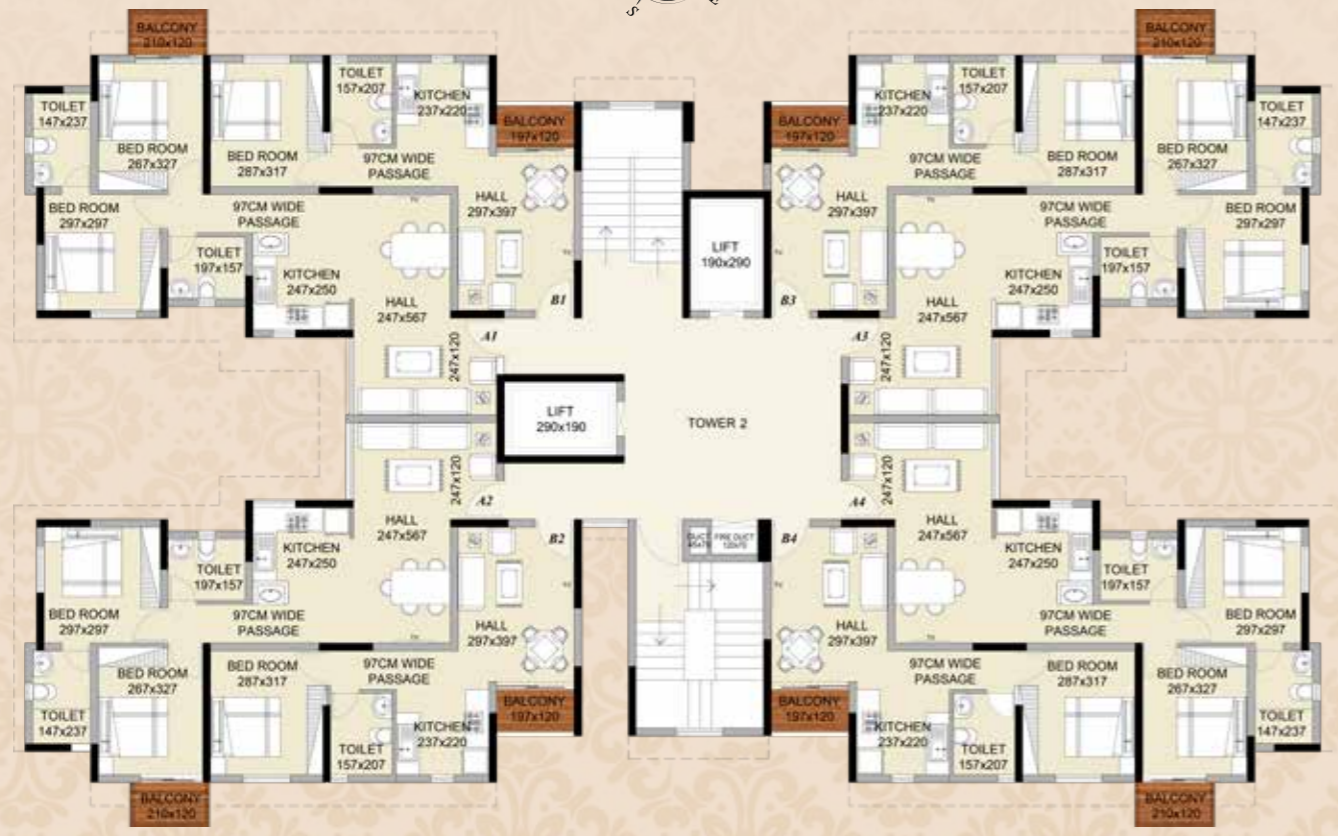 S
BALCONY
210x120
TOILET
147x237
BED ROOM
267x327
BED ROOM
287x317
TOILET
157x207
KITCHEN
237x220
BALCONY
197x120
97CM WIDE
PASSAGE
HALL
297x397
BED ROOM
297x297
97CM WIDE
PASSAGE
TOILET
197x157
KITCHEN
247x250
HALL
247x567
247x120
A1
B1
LIFT
190x290
BALCONY
210x120
TOILET
147x237
BED ROOM
267x327
BED ROOM
287x317
TOILET
157x207
KITCHEN
237x220
BALCONY
197x120
97CM WIDE
PASSAGE
HALL
297x397
BED ROOM
297x297
97CM WIDE
PASSAGE
TOILET
197x157
KITCHEN
247x250
HALL
247x567
247x120
B3
A3
LIFT
290x190
TOWER 2
247x120
A2
B2
HALL
247x567
KITCHEN
247x250
TOILET
197x157
97CM WIDE
PASSAGE
BED ROOM
297x297
HALL
297x397
97CM WIDE
PASSAGE
BED ROOM
267x327
BED ROOM
287x317
TOILET
147x237
TOILET
157x207
KITCHEN
237x220
BALCONY
197x120
BALCONY
210x120
DUCT
FIRE DUCT
247x120
A4
B4
HALL
247x567
KITCHEN
247x250
TOILET
197x157
97CM WIDE
PASSAGE
BED ROOM
297x297
HALL
297x397
97CM WIDE
PASSAGE
BED ROOM
287x317
BED ROOM
267x327
TOILET
147x237
TOILET
157x207
KITCHEN
237x220
BALCONY
197x120
BALCONY
210x120